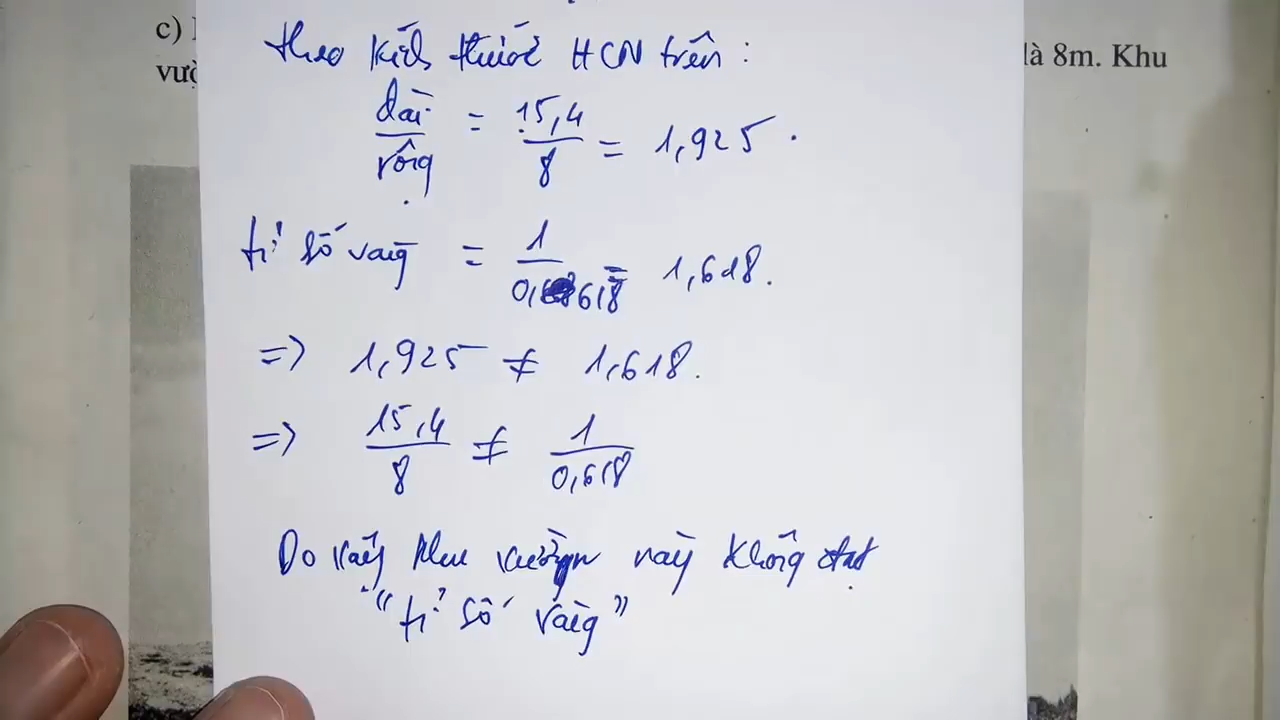 c)
theo kích thước HCN trên :
vườ
là 8m. Khu
dài / rộng = 15,4 / 8 = 1,925 .
tỉ số vàng = 1 / 0,618 = 1,618.
=> 1,925 ≠ 1,618.
=> 15,4 / 8 ≠ 1 / 0,618
Do vậy khu vườn này không đạt
"tỉ số vàng"